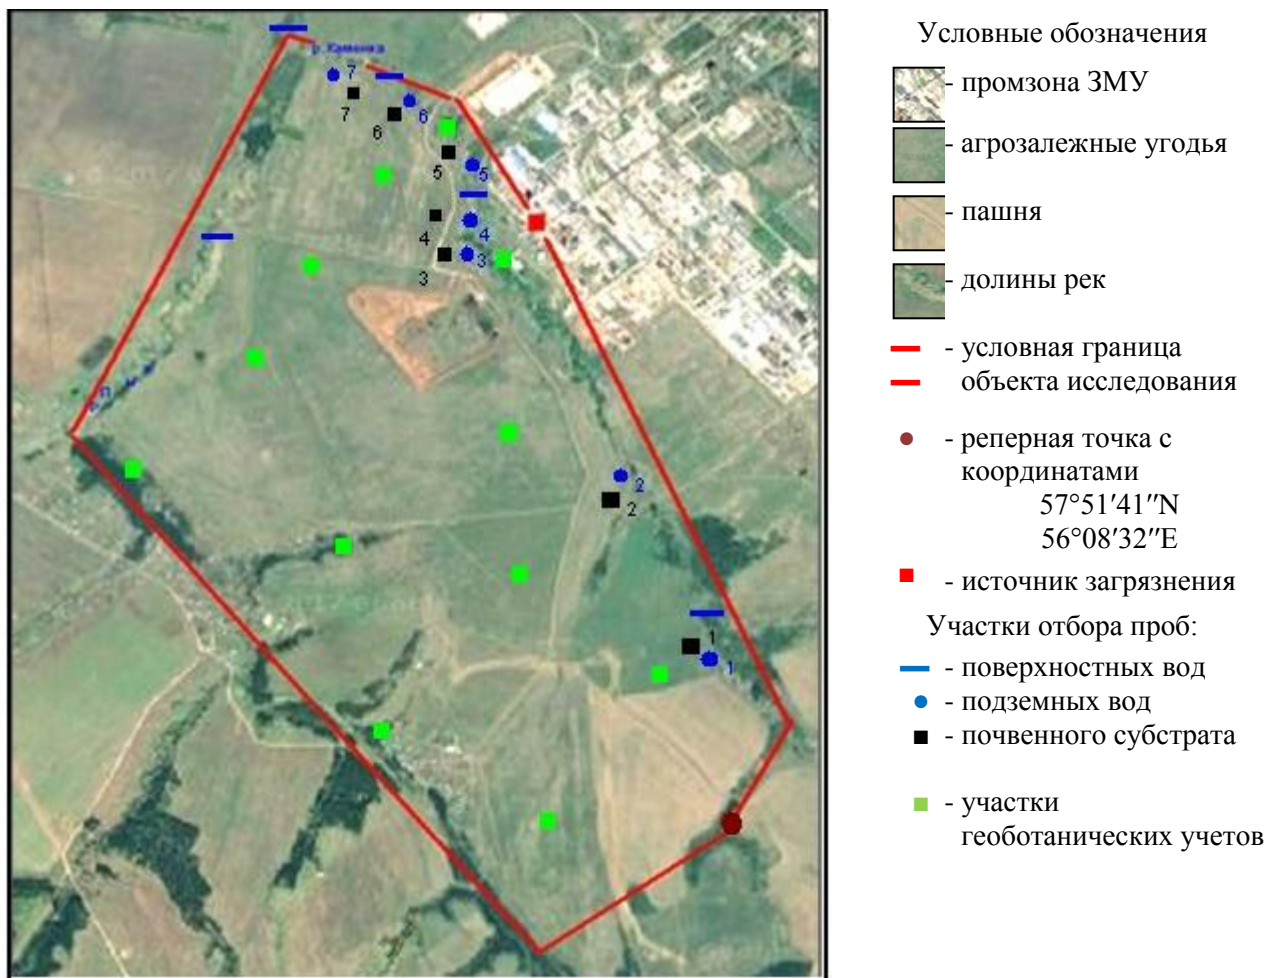 р. Каменка
7
7
6
6
5
5
4
4
3
3
2
2
1
1
Условные обозначения
- промзона ЗМУ
- агрозалежные угодья
- пашня
- долины рек
- условная граница
объекта исследования
- реперная точка с
координатами
57°51′41′′N
56°08′32′′E
- источник загрязнения
Участки отбора проб:
- поверхностных вод
- подземных вод
- почвенного субстрата
- участки
геоботанических учетов